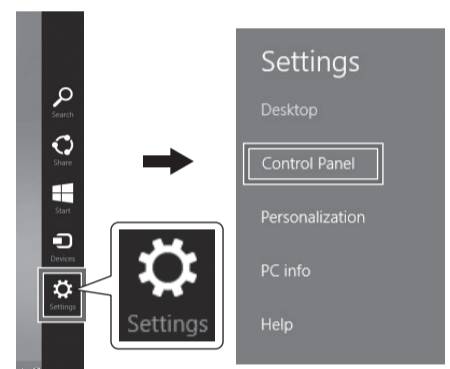 Search
Share
Start
Devices
Settings
Settings
Settings
Desktop
Control Panel
Personalization
PC info
Help